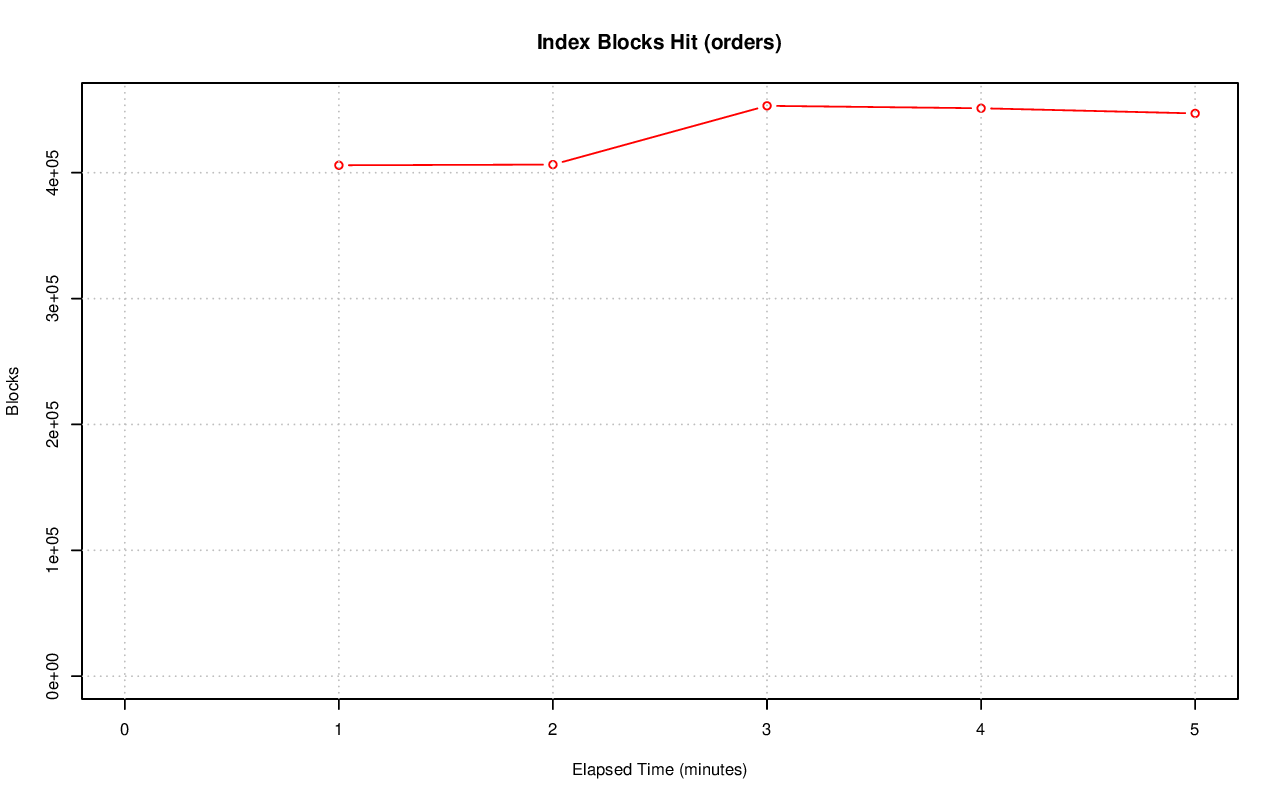 Index Blocks Hit (orders)
Blocks
4e+05
3e+05
2e+05
1e+05
0e+00
0 1 2 3 4 5
Elapsed Time (minutes)